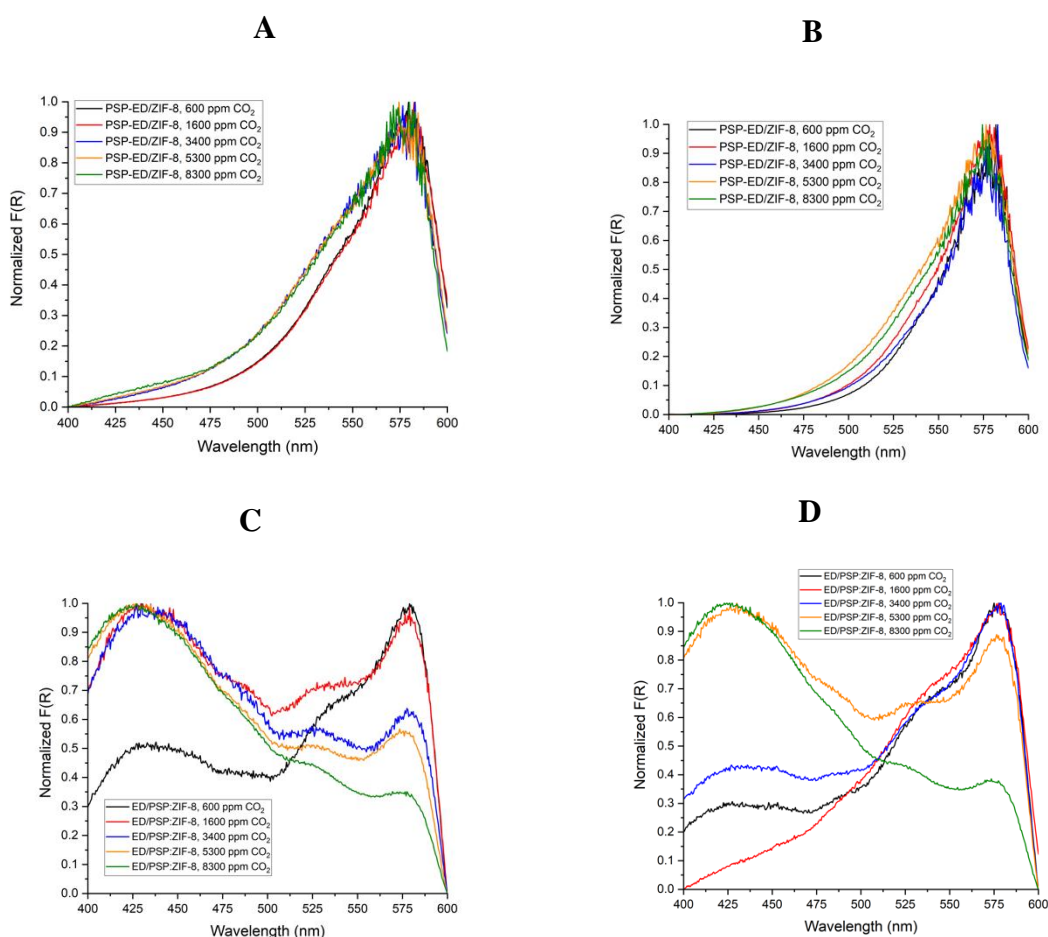 A
B
1.0
0.9
0.8
0.7
0.6
0.5
0.4
0.3
0.2
0.1
0.0
Normalized F(R)
PSP-ED/ZIF-8, 600 ppm CO₂
PSP-ED/ZIF-8, 1600 ppm CO₂
PSP-ED/ZIF-8, 3400 ppm CO₂
PSP-ED/ZIF-8, 5300 ppm CO₂
PSP-ED/ZIF-8, 8300 ppm CO₂
400 425 450 475 500 525 550 575 600
Wavelength (nm)
1.0
0.9
0.8
0.7
0.6
0.5
0.4
0.3
0.2
0.1
0.0
Normalized F(R)
PSP-ED/ZIF-8, 600 ppm CO₂
PSP-ED/ZIF-8, 1600 ppm CO₂
PSP-ED/ZIF-8, 3400 ppm CO₂
PSP-ED/ZIF-8, 5300 ppm CO₂
PSP-ED/ZIF-8, 8300 ppm CO₂
400 425 450 475 500 525 550 575 600
Wavelength (nm)
C
D
1.0
0.9
0.8
0.7
0.6
0.5
0.4
0.3
0.2
0.1
0.0
Normalized F(R)
ED/PSP:ZIF-8, 600 ppm CO₂
ED/PSP:ZIF-8, 1600 ppm CO₂
ED/PSP:ZIF-8, 3400 ppm CO₂
ED/PSP:ZIF-8, 5300 ppm CO₂
ED/PSP:ZIF-8, 8300 ppm CO₂
400 425 450 475 500 525 550 575 600
Wavelength (nm)
ED/PSP:ZIF-8, 600 ppm CO₂
ED/PSP:ZIF-8, 1600 ppm CO₂
ED/PSP:ZIF-8, 3400 ppm CO₂
ED/PSP:ZIF-8, 5300 ppm CO₂
ED/PSP:ZIF-8, 8300 ppm CO₂
1.0
0.9
0.8
0.7
0.6
0.5
0.4
0.3
0.2
0.1
0.0
Normalized F(R)
400 425 450 475 500 525 550 575 600
Wavelength (nm)